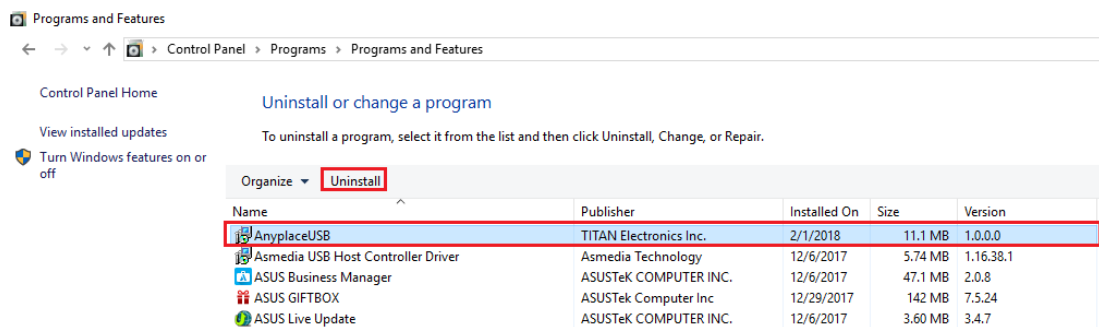 Programs and Features
Control Panel > Programs > Programs and Features
Control Panel Home
Uninstall or change a program
View installed updates
To uninstall a program, select it from the list and then click Uninstall, Change, or Repair.
Turn Windows features on or
off
Organize Uninstall
Name Publisher Installed On Size Version
AnyplaceUSB TITAN Electronics Inc. 2/1/2018 11.1 MB 1.0.0.0
Asmedia USB Host Controller Driver Asmedia Technology 12/6/2017 5.74 MB 1.16.38.1
ASUS Business Manager ASUSTeK COMPUTER INC. 12/6/2017 47.1 MB 2.0.8
ASUS GIFTBOX ASUSTek Computer Inc 12/29/2017 142 MB 7.5.24
ASUS Live Update ASUSTeK COMPUTER INC. 12/6/2017 3.60 MB 3.4.7